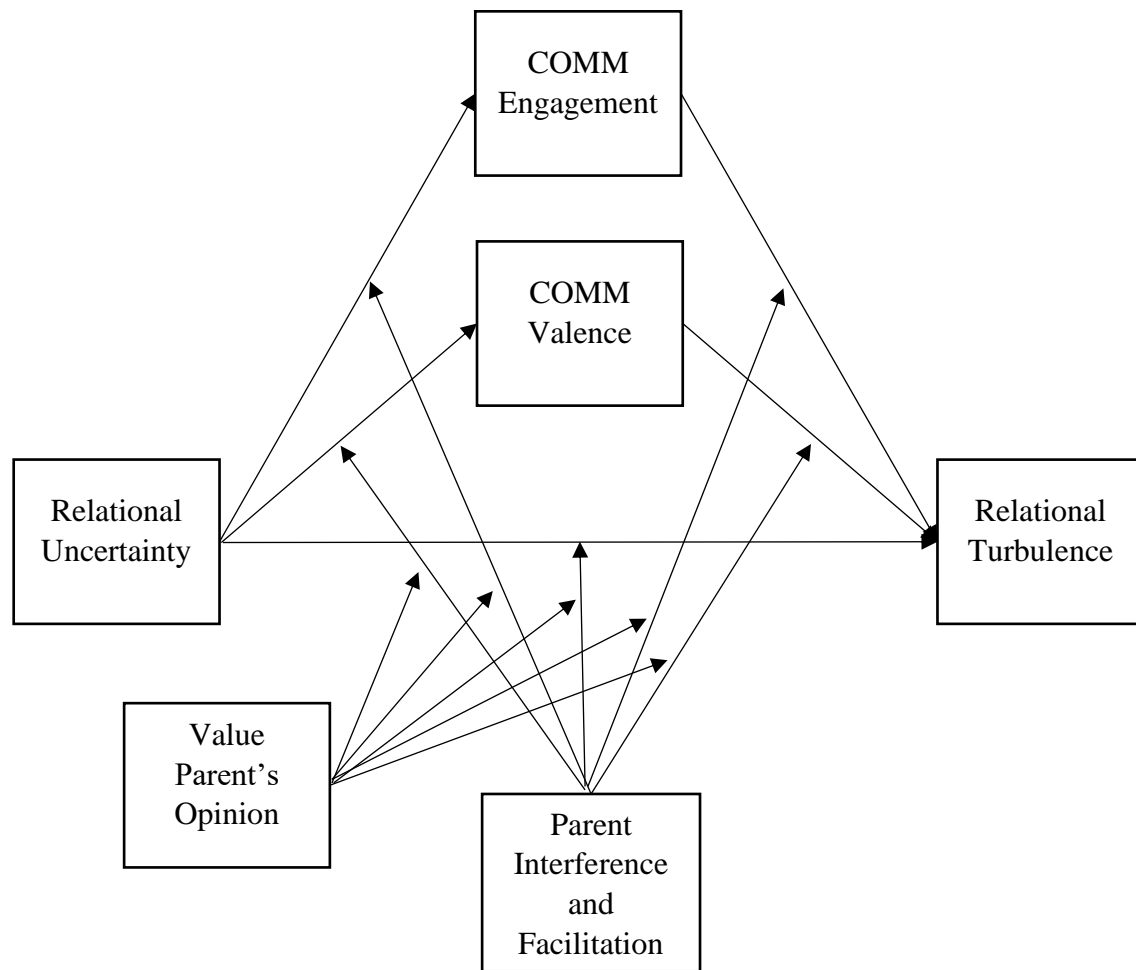 COMM
Engagement
COMM
Valence
Relational
Uncertainty
Relational
Turbulence
Value
Parent’s
Opinion
Parent
Interference
and
Facilitation